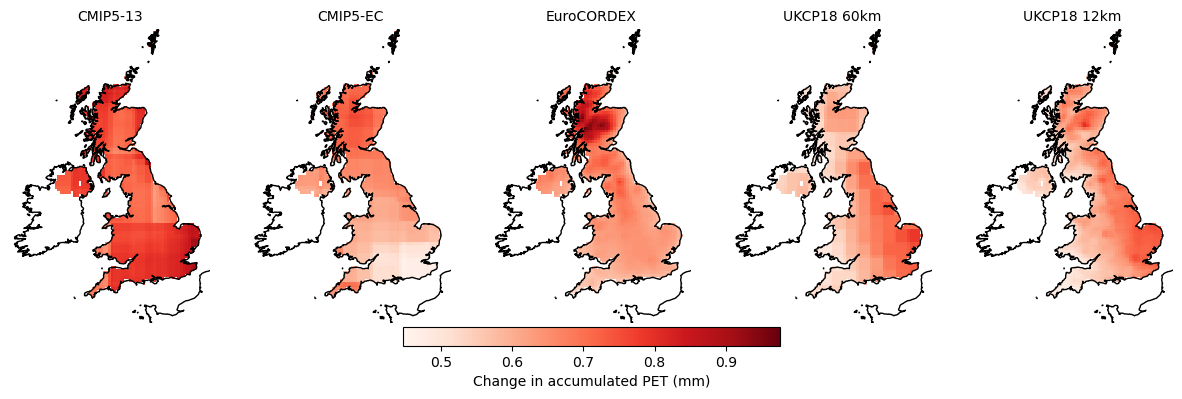 CMIP5-13
CMIP5-EC
EuroCORDEX
UKCP18 60km
UKCP18 12km
0.5
0.6
0.7
0.8
0.9
Change in accumulated PET (mm)